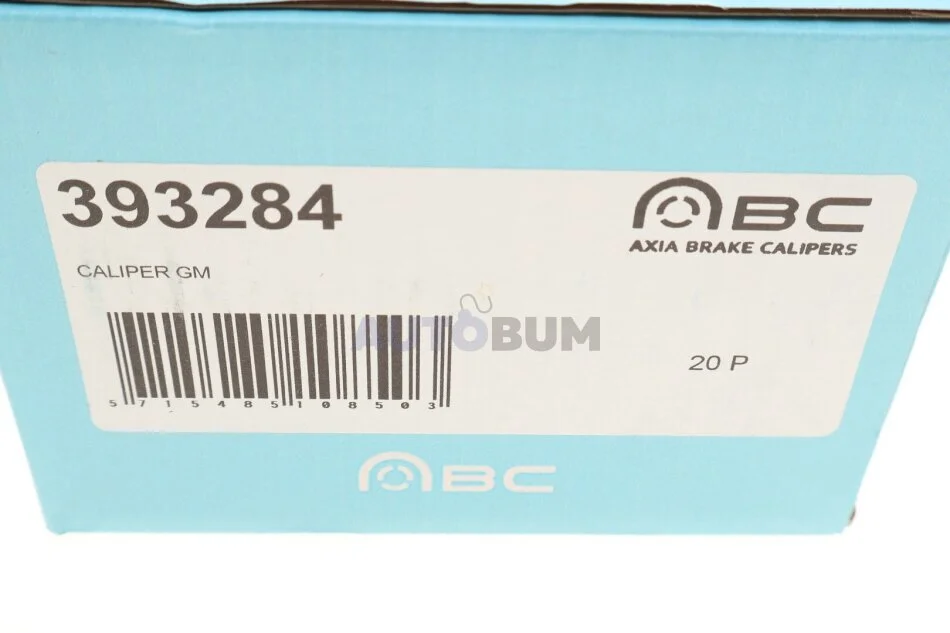 393284
ABC
AXIA BRAKE CALIPERS
CALIPER GM
AUTOBUM
5715485108503
20 P
ABC